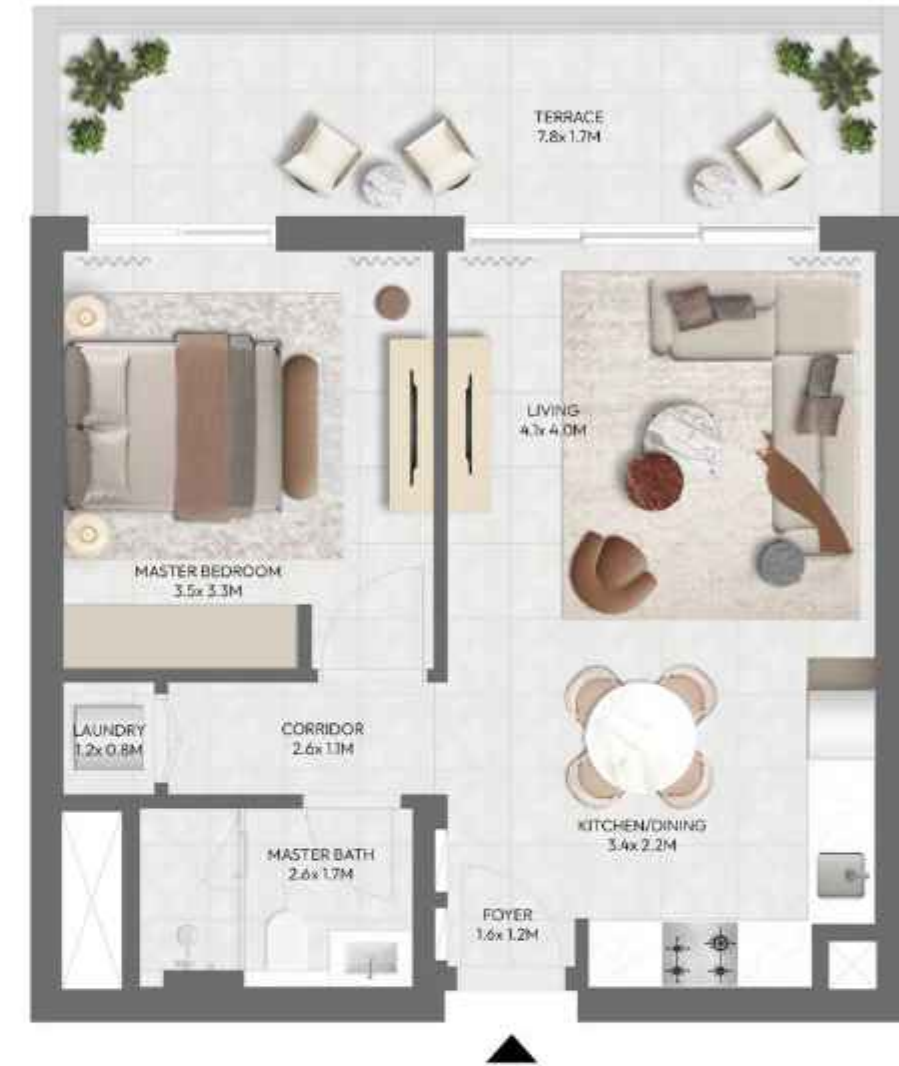 TERRACE
7.8x 1.7M
LIVING
4.1x 4.0M
MASTER BEDROOM
3.5x 3.3M
LAUNDRY
1.2x 0.8M
CORRIDOR
2.6x 1.1M
KITCHEN/DINING
3.4x 2.2M
MASTER BATH
2.6x 1.7M
FOYER
1.6x 1.2M